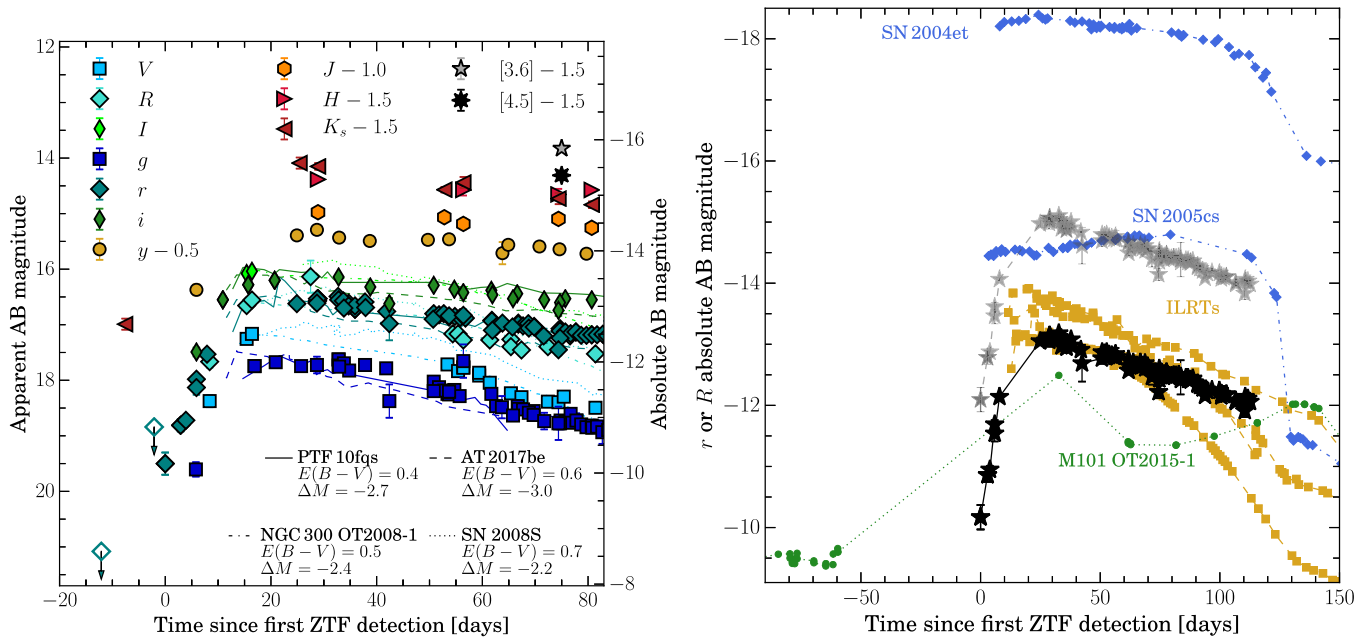 12
14
16
18
20
Apparent AB magnitude
V
R
I
g
r
i
y − 0.5
J − 1.0
H − 1.5
K_s − 1.5
[3.6] − 1.5
[4.5] − 1.5
PTF 10fqs
E(B − V) = 0.4
ΔM = −2.7
AT 2017be
E(B − V) = 0.6
ΔM = −3.0
NGC 300 OT2008-1
E(B − V) = 0.5
ΔM = −2.4
SN 2008S
E(B − V) = 0.7
ΔM = −2.2
−16
−14
−12
−10
−8
Absolute AB magnitude
−20
0
20
40
60
80
Time since first ZTF detection [days]
r or R absolute AB magnitude
−18
−16
−14
−12
−10
SN 2004et
SN 2005cs
ILRTs
M101 OT2015-1
−50
0
50
100
150
Time since first ZTF detection [days]